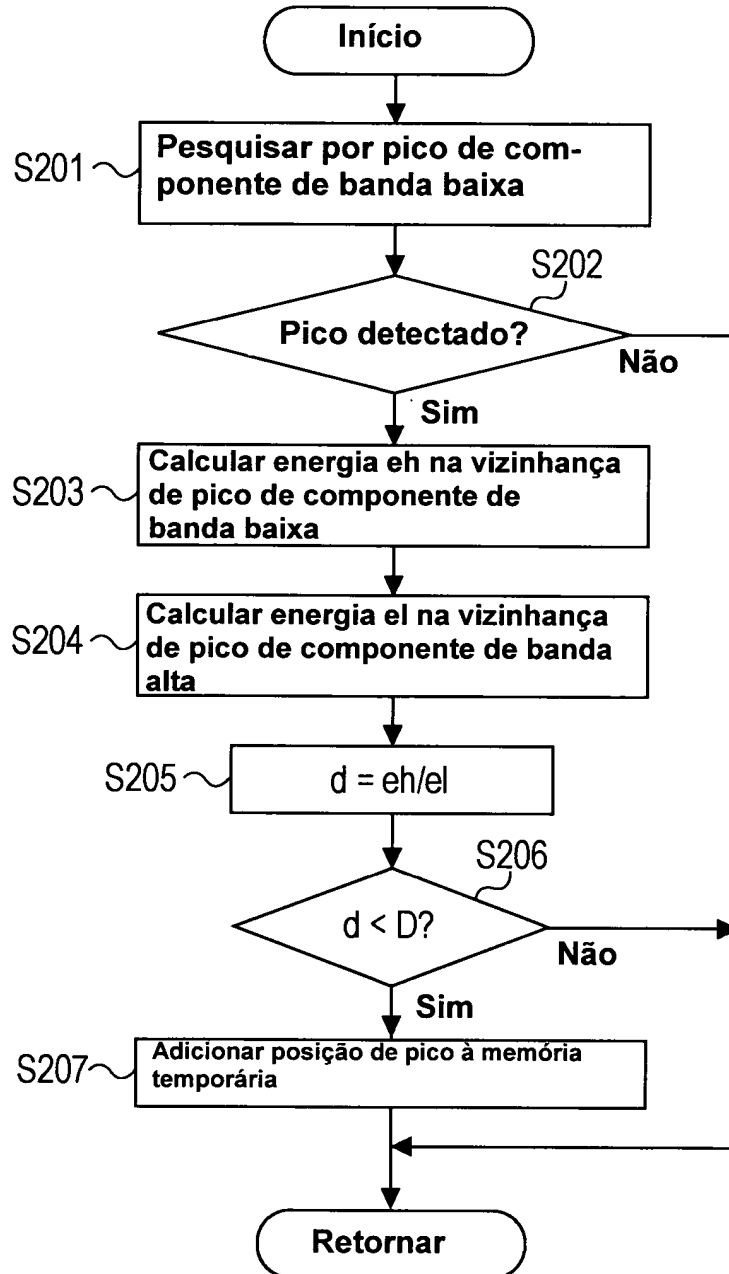 Início
S201
Pesquisar por pico de com-
ponente de banda baixa
S202
Pico detectado?
Não
Sim
S203
Calcular energia eh na vizinhança
de pico de componente de
banda baixa
S204
Calcular energia el na vizinhança
de pico de componente de banda
alta
S205
d = eh/el
S206
d < D?
Não
Sim
S207
Adicionar posição de pico à memória
temporária
Retornar